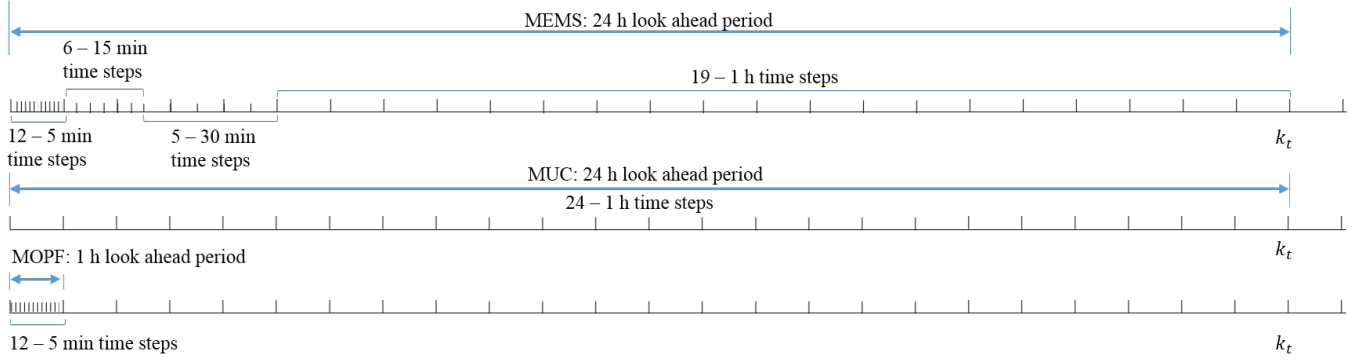 MEMS: 24 h look ahead period
6 – 15 min
time steps
19 – 1 h time steps
12 – 5 min
time steps
5 – 30 min
time steps
k_t
MUC: 24 h look ahead period
24 – 1 h time steps
k_t
MOPF: 1 h look ahead period
12 – 5 min time steps
k_t